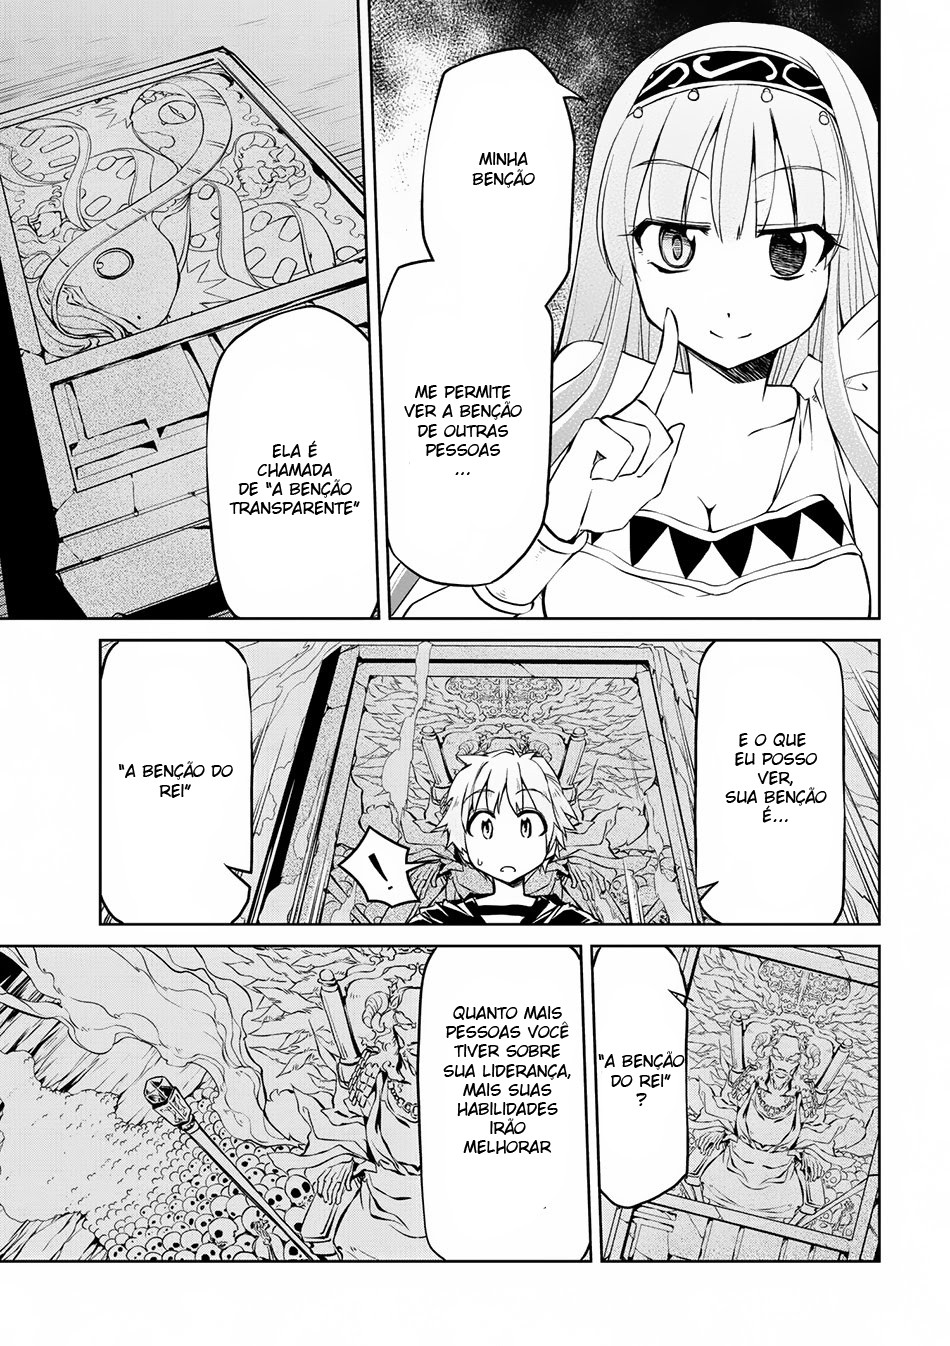 MINHA
BENÇÃO
ME PERMITE
VER A BENÇÃO
DE OUTRAS
PESSOAS
...
ELA É
CHAMADA
DE "A BENÇÃO
TRANSPARENTE"
E O QUE
EU POSSO
VER,
SUA BENÇÃO
É...
!
"A BENÇÃO DO
REI"
"A BENÇÃO
DO REI"
?
QUANTO MAIS
PESSOAS VOCÊ
TIVER SOBRE
SUA LIDERANÇA,
MAIS SUAS
HABILIDADES
IRÃO
MELHORAR